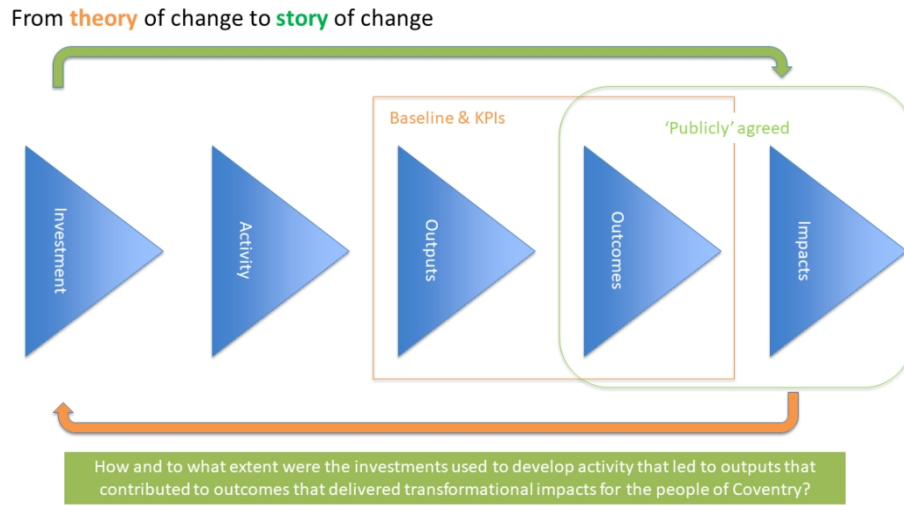 From theory of change to story of change
Baseline & KPIs
‘Publicly’ agreed
Investment
Activity
Outputs
Outcomes
Impacts
How and to what extent were the investments used to develop activity that led to outputs that
contributed to outcomes that delivered transformational impacts for the people of Coventry?